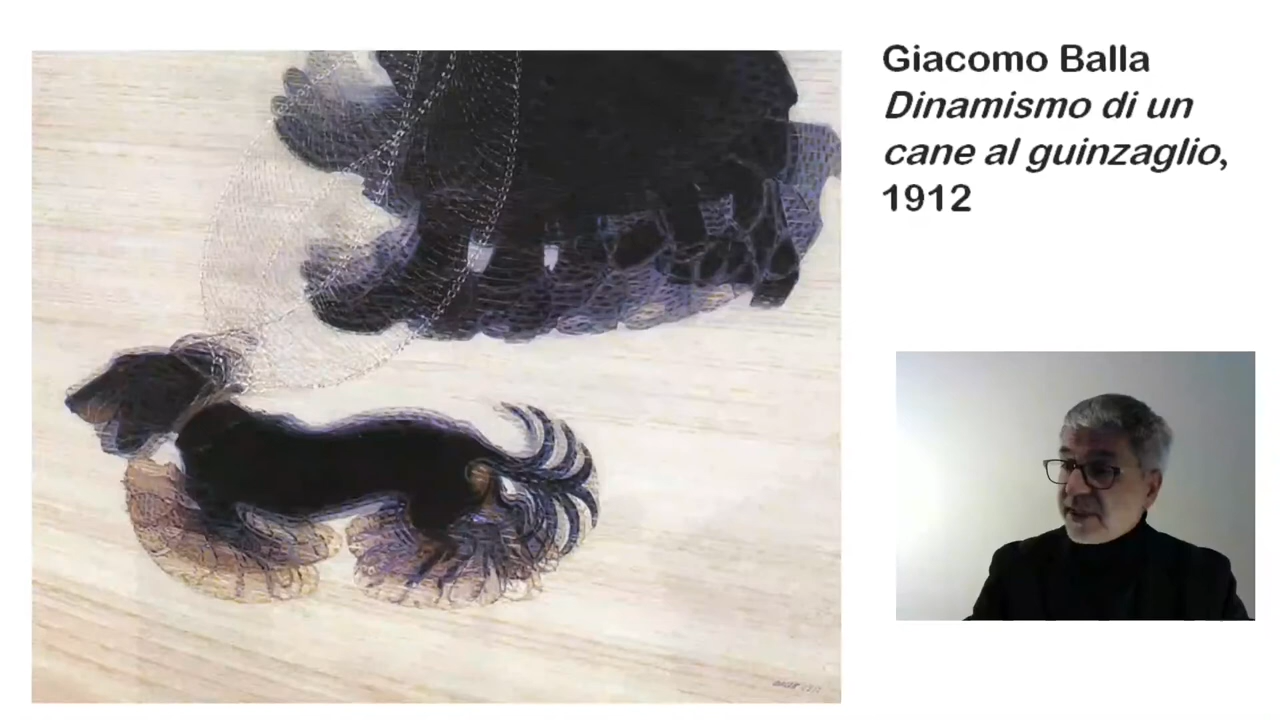 Giacomo Balla
Dinamismo di un
cane al guinzaglio,
1912